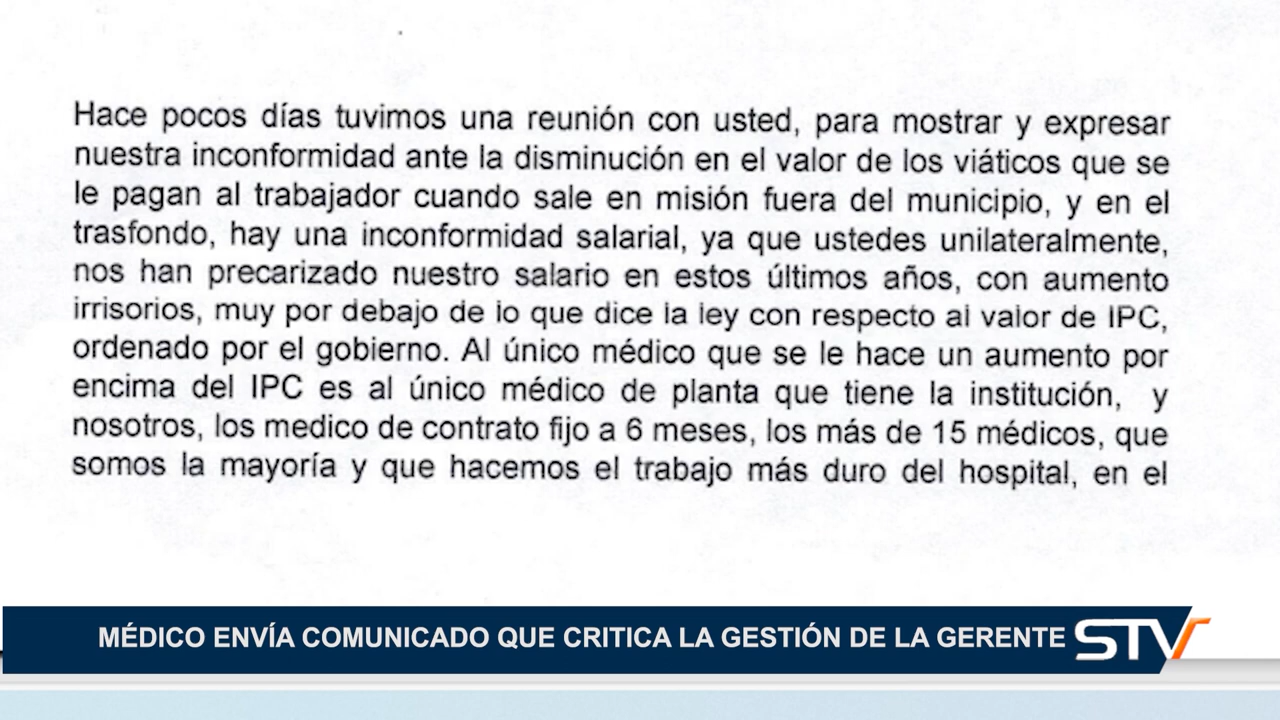 Hace pocos días tuvimos una reunión con usted, para mostrar y expresar
nuestra inconformidad ante la disminución en el valor de los viáticos que se
le pagan al trabajador cuando sale en misión fuera del municipio, y en el
trasfondo, hay una inconformidad salarial, ya que ustedes unilateralmente,
nos han precarizado nuestro salario en estos últimos años, con aumento
irrisorios, muy por debajo de lo que dice la ley con respecto al valor de IPC,
ordenado por el gobierno. Al único médico que se le hace un aumento por
encima del IPC es al único médico de planta que tiene la institución, y
nosotros, los medico de contrato fijo a 6 meses, los más de 15 médicos, que
somos la mayoría y que hacemos el trabajo más duro del hospital, en el
MÉDICO ENVÍA COMUNICADO QUE CRITICA LA GESTIÓN DE LA GERENTE STV